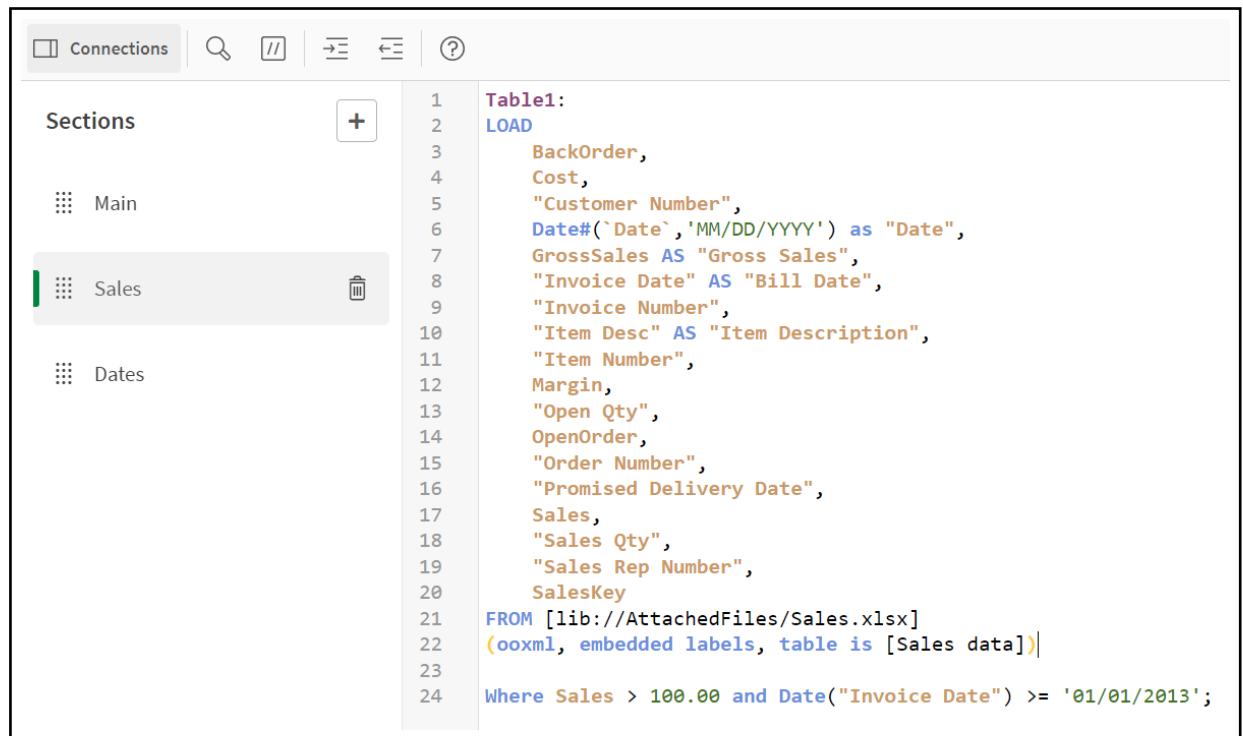 Connections
Sections
+
Main
Sales
Dates
1 Table1:
2 LOAD
3 BackOrder,
4 Cost,
5 "Customer Number",
6 Date#(`Date`,'MM/DD/YYYY') as "Date",
7 GrossSales AS "Gross Sales",
8 "Invoice Date" AS "Bill Date",
9 "Invoice Number",
10 "Item Desc" AS "Item Description",
11 "Item Number",
12 Margin,
13 "Open Qty",
14 OpenOrder,
15 "Order Number",
16 "Promised Delivery Date",
17 Sales,
18 "Sales Qty",
19 "Sales Rep Number",
20 SalesKey
21 FROM [lib://AttachedFiles/Sales.xlsx]
22 (ooxml, embedded labels, table is [Sales data])
23
24 Where Sales > 100.00 and Date("Invoice Date") >= '01/01/2013';